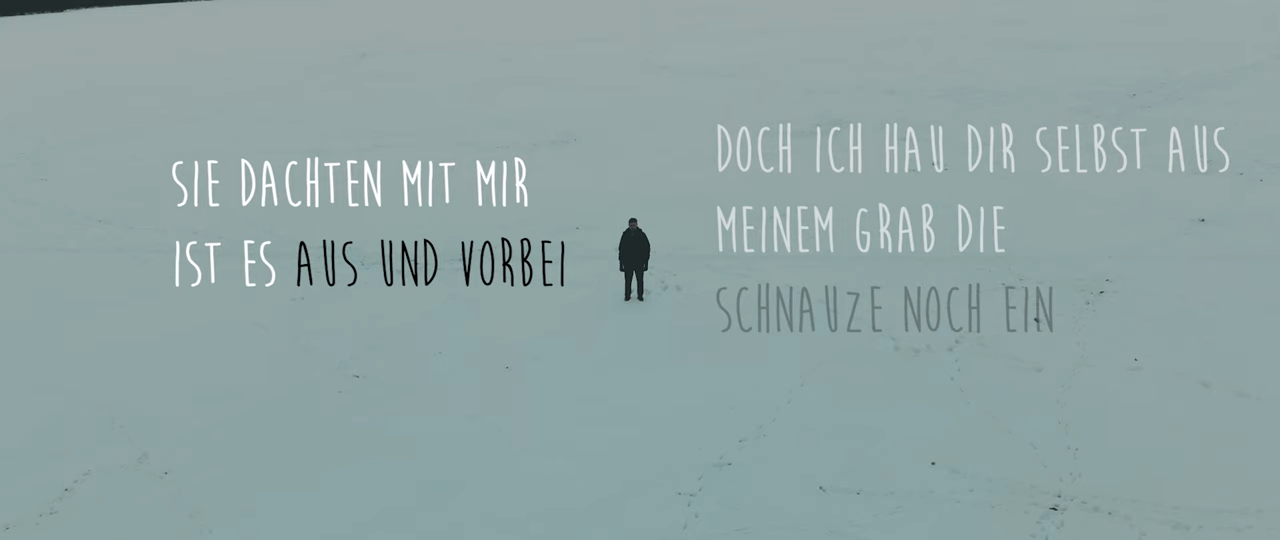 SIE DACHTEN MIT MIR
IST ES AUS UND VORBEI
DOCH ICH HAU DIR SELBST AUS
MEINEM GRAB DIE
SCHNAUZE NOCH EIN